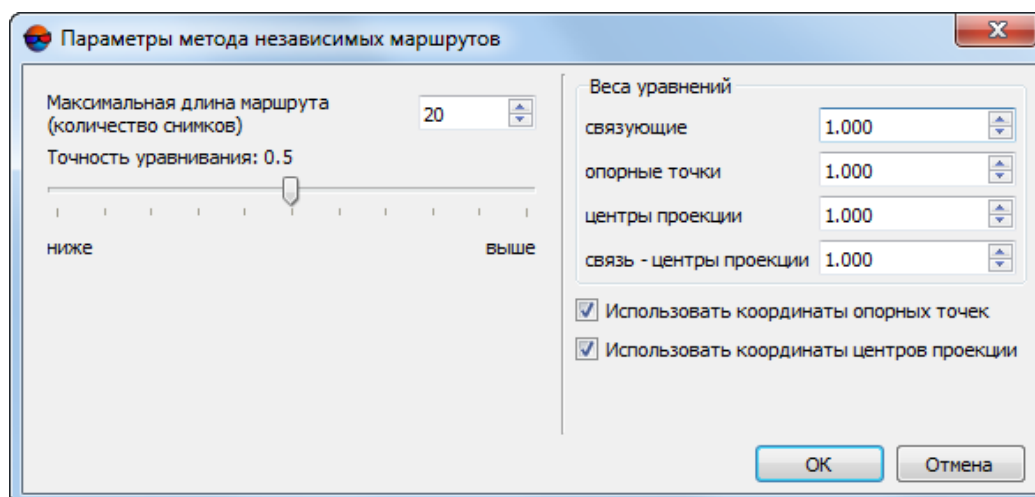 Параметры метода независимых маршрутов
Максимальная длина маршрута
(количество снимков)
20
Точность уравнивания: 0.5
ниже
выше
Веса уравнений
связующие
1.000
опорные точки
1.000
центры проекции
1.000
связь - центры проекции
1.000
Использовать координаты опорных точек
Использовать координаты центров проекции
OK
Отмена